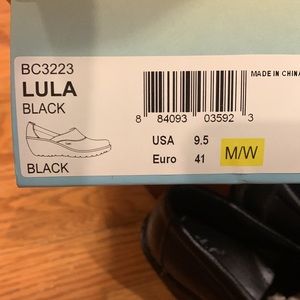 BC3223
LULA
BLACK
MADE IN CHINA
8 84093 03592 3
USA 9.5
Euro 41
M/W
BLACK